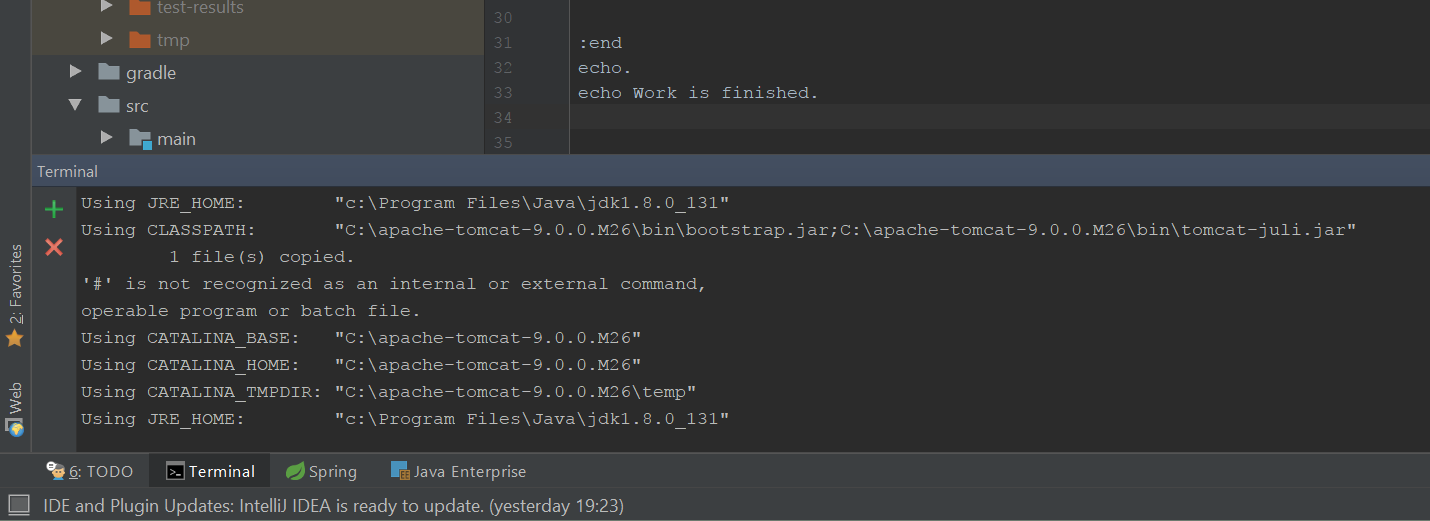 test-results
tmp
gradle
src
main
30
31 :end
32 echo.
33 echo Work is finished.
34
35
Terminal
Using JRE_HOME: "c:\Program Files\Java\jdk1.8.0_131"
Using CLASSPATH: "C:\apache-tomcat-9.0.0.M26\bin\bootstrap.jar;C:\apache-tomcat-9.0.0.M26\bin\tomcat-juli.jar"
1 file(s) copied.
'#' is not recognized as an internal or external command,
operable program or batch file.
Using CATALINA_BASE: "C:\apache-tomcat-9.0.0.M26"
Using CATALINA_HOME: "C:\apache-tomcat-9.0.0.M26"
Using CATALINA_TMPDIR: "C:\apache-tomcat-9.0.0.M26\temp"
Using JRE_HOME: "c:\Program Files\Java\jdk1.8.0_131"
2: Favorites
Web
6: TODO Terminal Spring Java Enterprise
IDE and Plugin Updates: IntelliJ IDEA is ready to update. (yesterday 19:23)